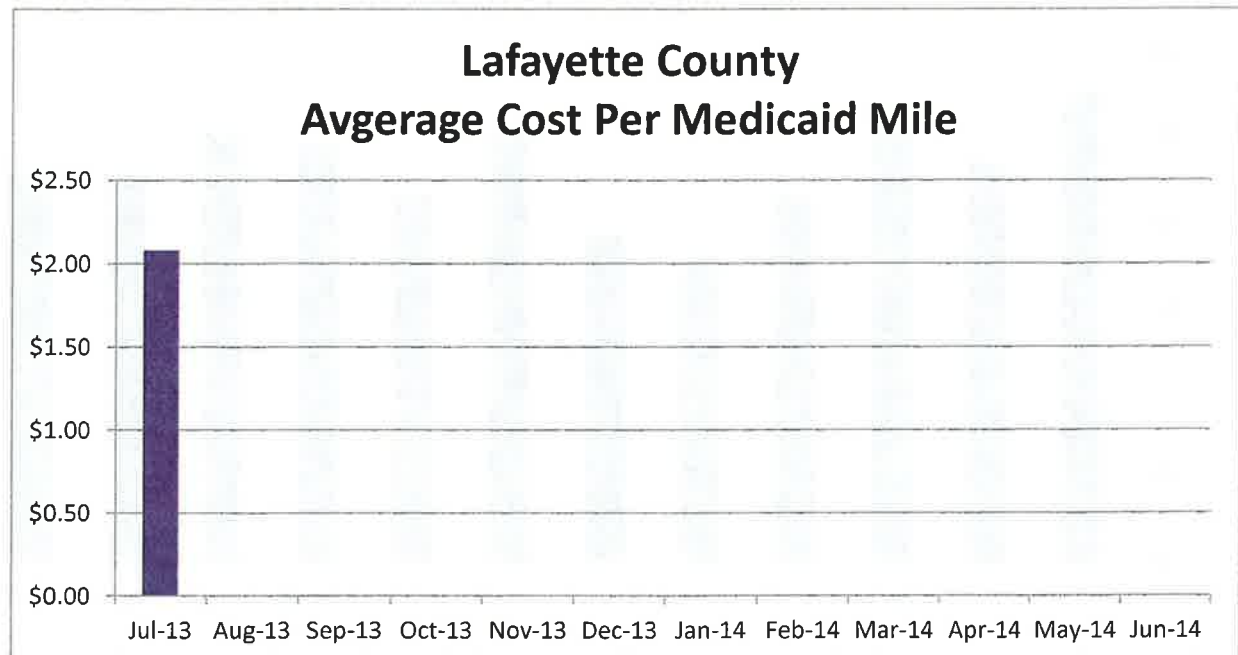 Lafayette County
Avgerage Cost Per Medicaid Mile
$2.50
$2.00
$1.50
$1.00
$0.50
$0.00
Jul-13 Aug-13 Sep-13 Oct-13 Nov-13 Dec-13 Jan-14 Feb-14 Mar-14 Apr-14 May-14 Jun-14